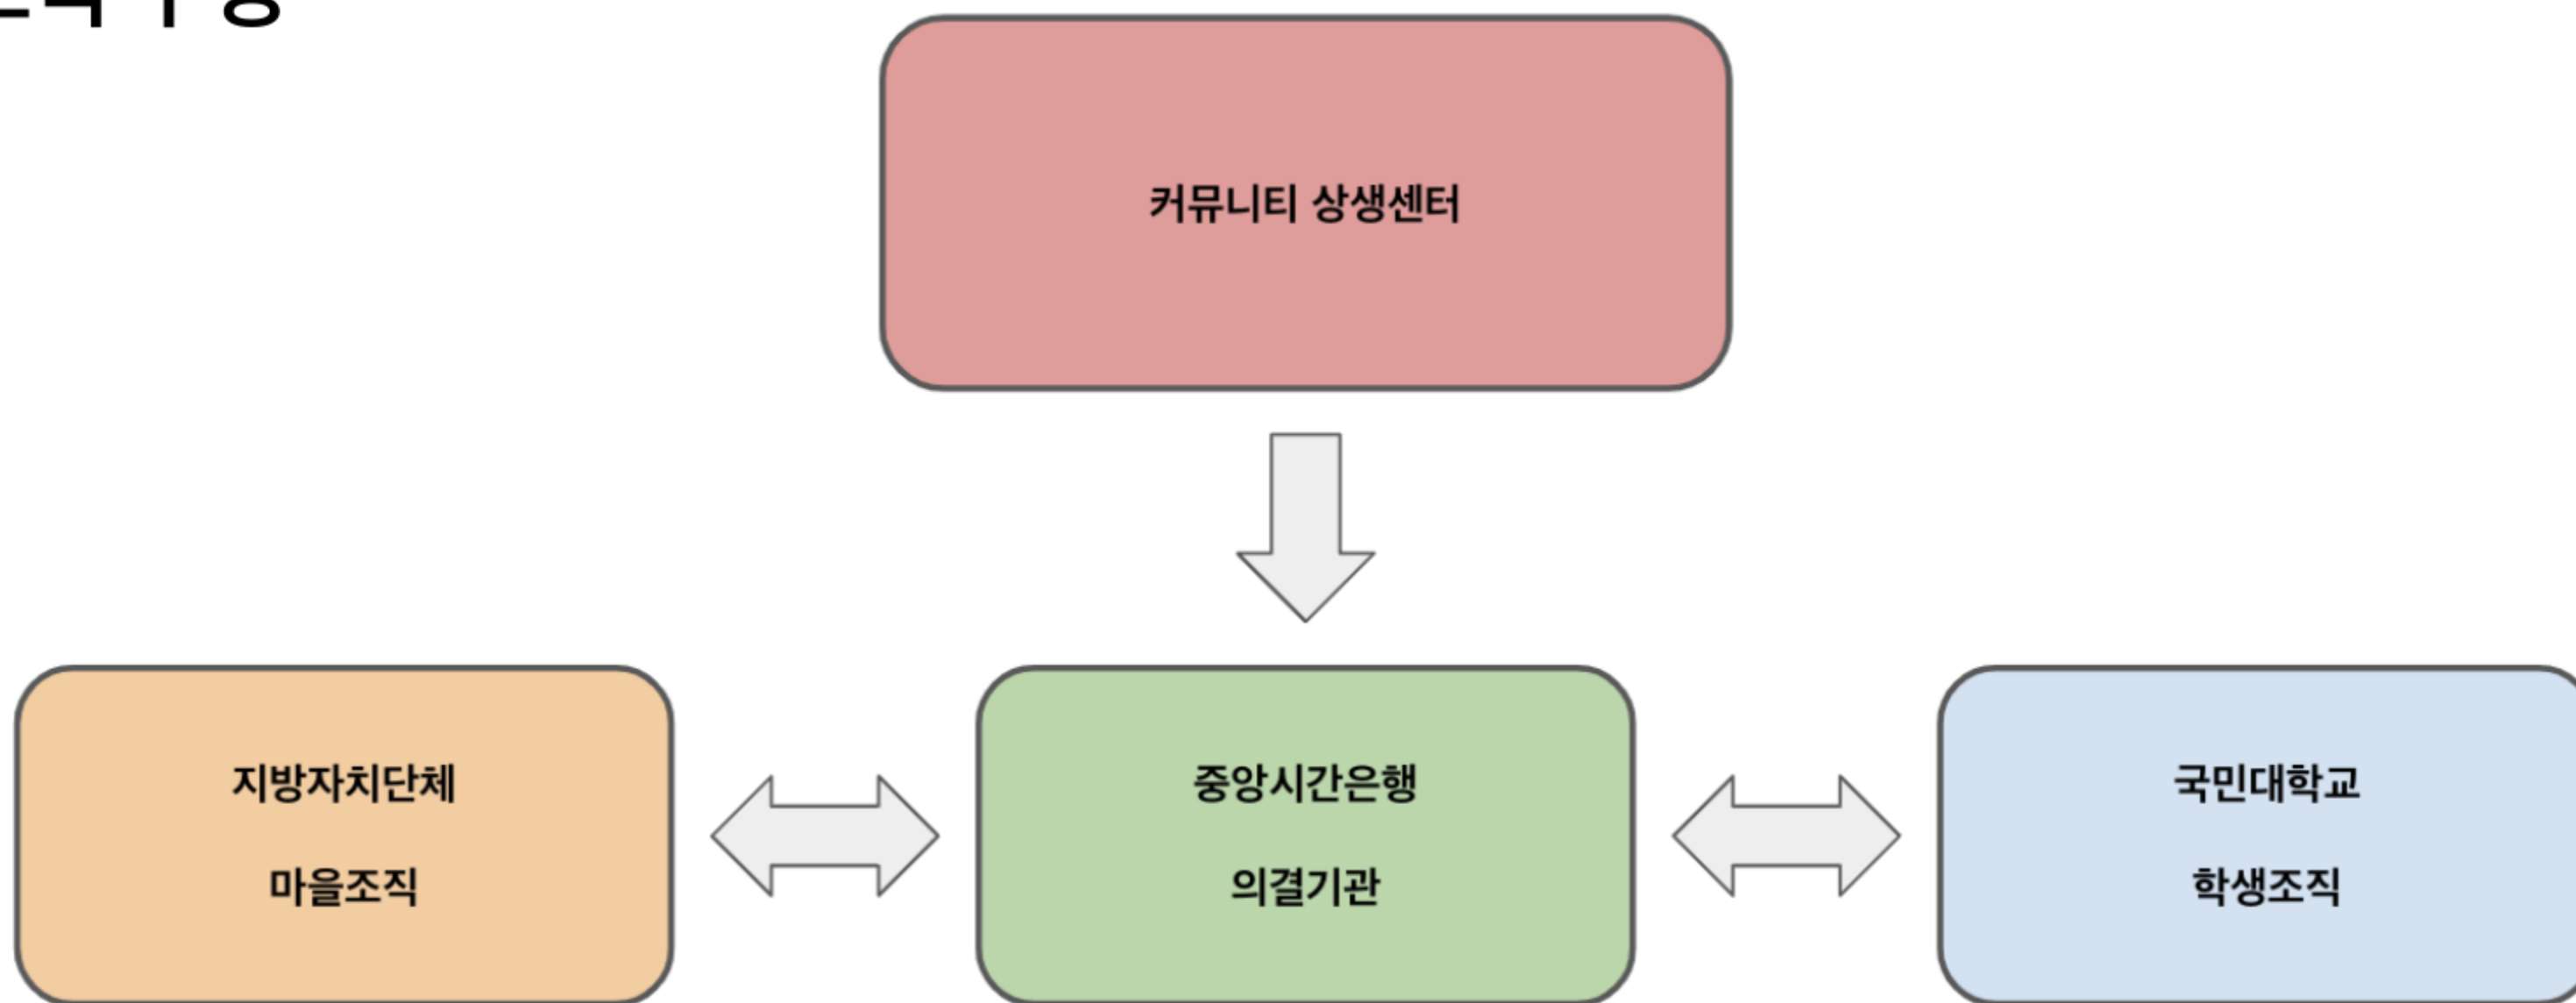 커뮤니티 상생센터
지방자치단체
마을조직
중앙시간은행
의결기관
국민대학교
학생조직